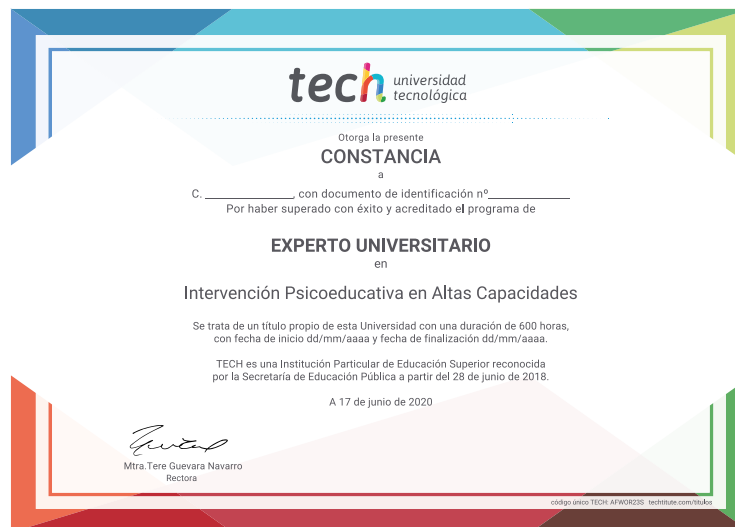 tech universidad
tecnológica
Otorga la presente
CONSTANCIA
a
C. ______________, con documento de identificación nº_____________
Por haber superado con éxito y acreditado el programa de
EXPERTO UNIVERSITARIO
en
Intervención Psicoeducativa en Altas Capacidades
Se trata de un título propio de esta Universidad con una duración de 600 horas,
con fecha de inicio dd/mm/aaaa y fecha de finalización dd/mm/aaaa.
TECH es una Institución Particular de Educación Superior reconocida
por la Secretaría de Educación Pública a partir del 28 de junio de 2018.
A 17 de junio de 2020
Mtra.Tere Guevara Navarro
Rectora
código único TECH: AFWOR23S techtitute.com/titulos